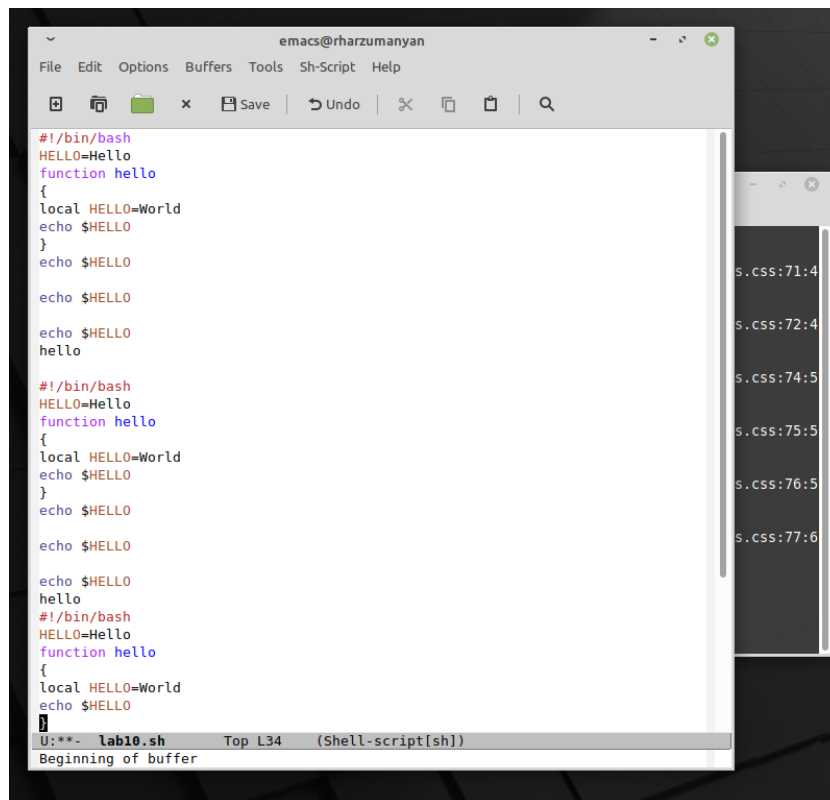 emacs@rharzumanyan
File Edit Options Buffers Tools Sh-Script Help
Save Undo
#!/bin/bash
HELLO=Hello
function hello
{
local HELLO=World
echo $HELLO
}
echo $HELLO
echo $HELLO
echo $HELLO
hello
#!/bin/bash
HELLO=Hello
function hello
{
local HELLO=World
echo $HELLO
}
echo $HELLO
echo $HELLO
echo $HELLO
hello
#!/bin/bash
HELLO=Hello
function hello
{
local HELLO=World
echo $HELLO
}
U:**- lab10.sh Top L34 (Shell-script[sh])
Beginning of buffer
s.css:71:4
s.css:72:4
s.css:74:5
s.css:75:5
s.css:76:5
s.css:77:6